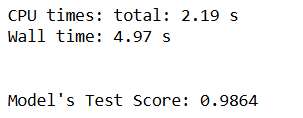 CPU times: total: 2.19 s
Wall time: 4.97 s
Model's Test Score: 0.9864